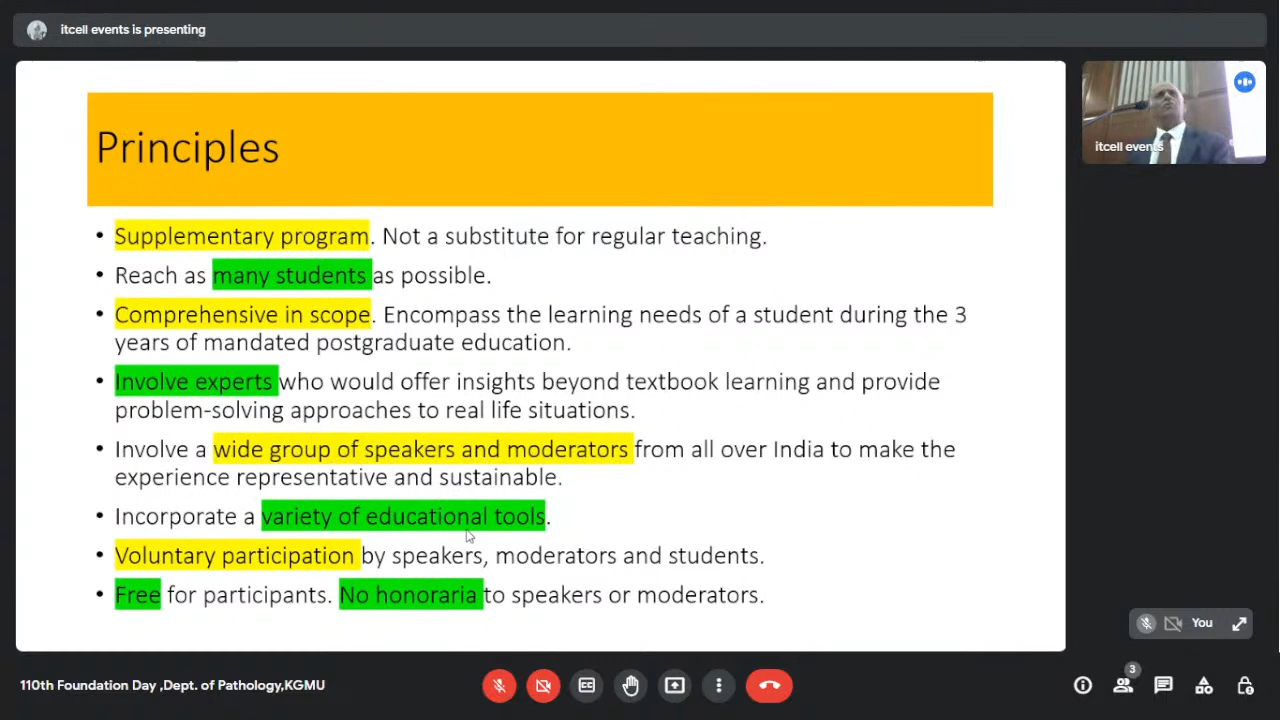 itcell events is presenting
Principles
• Supplementary program. Not a substitute for regular teaching.
• Reach as many students as possible.
• Comprehensive in scope. Encompass the learning needs of a student during the 3
years of mandated postgraduate education.
• Involve experts who would offer insights beyond textbook learning and provide
problem-solving approaches to real life situations.
• Involve a wide group of speakers and moderators from all over India to make the
experience representative and sustainable.
• Incorporate a variety of educational tools.
• Voluntary participation by speakers, moderators and students.
• Free for participants. No honoraria to speakers or moderators.
itcell events
You
110th Foundation Day ,Dept. of Pathology,KGMU
CC
3